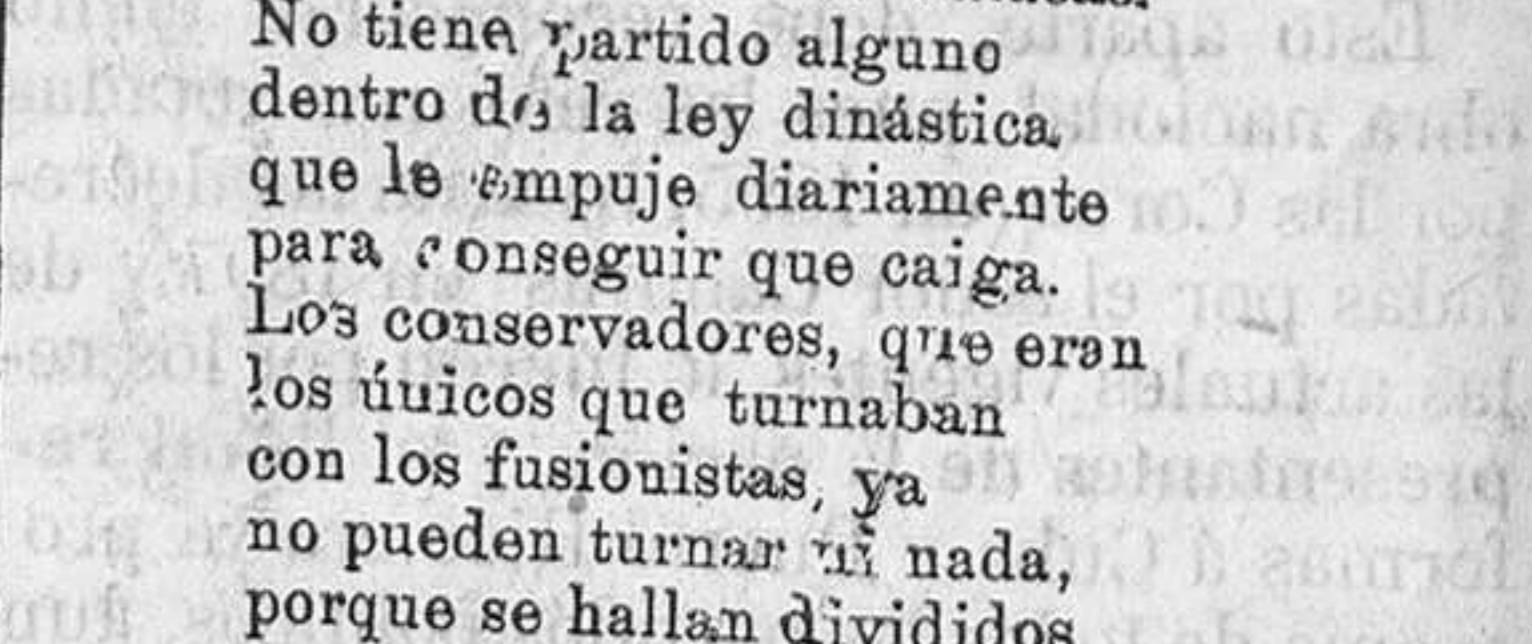 No tiene partido alguno
dentro de la ley dinástica
que le empuje diariamente
para conseguir que caiga.
Los conservadores, que eran
los únicos que turnaban
con los fusionistas, ya
no pueden turnar ni nada,
porque se hallan divididos